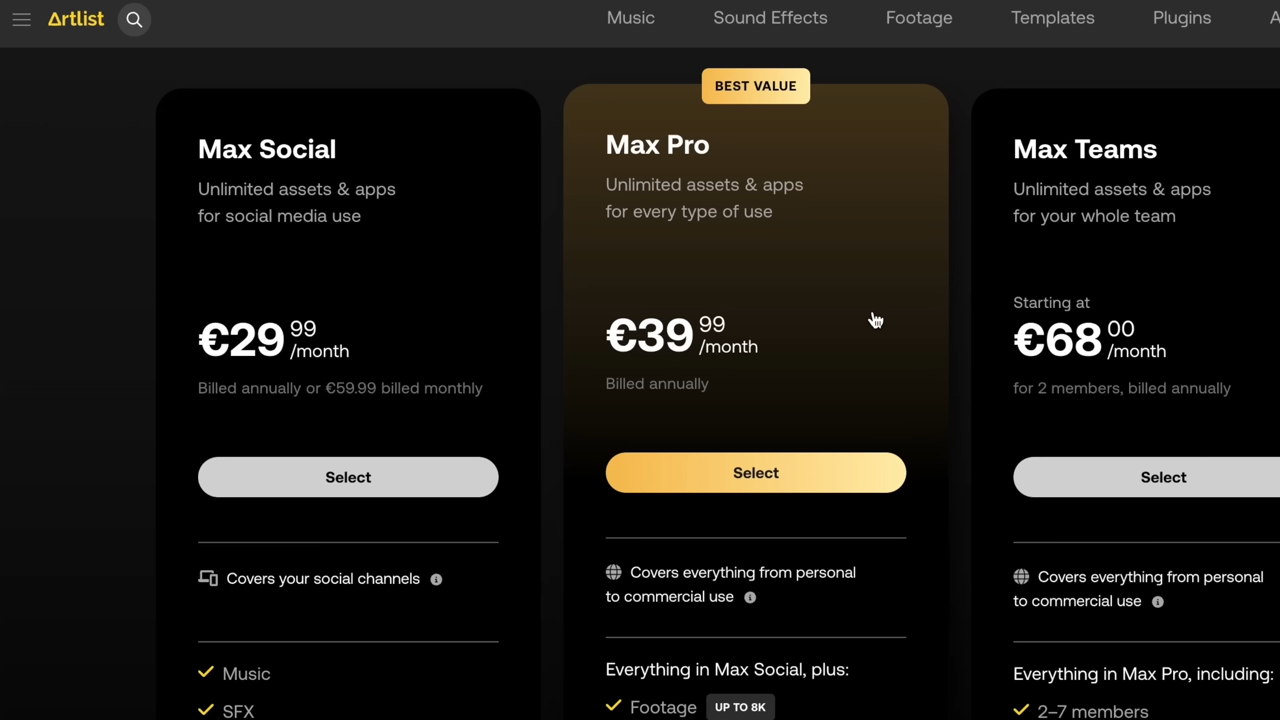 Artlist
Music
Sound Effects
Footage
Templates
Plugins
A
Max Social
Unlimited assets & apps
for social media use
€29 99
/month
Billed annually or €59.99 billed monthly
Select
Covers your social channels
Music
SFX
BEST VALUE
Max Pro
Unlimited assets & apps
for every type of use
€39 99
/month
Billed annually
Select
Covers everything from personal
to commercial use
Everything in Max Social, plus:
Footage UP TO 8K
Max Teams
Unlimited assets & apps
for your whole team
Starting at
€68 00
/month
for 2 members, billed annually
Select
Covers everything from personal
to commercial use
Everything in Max Pro, including:
2–7 members